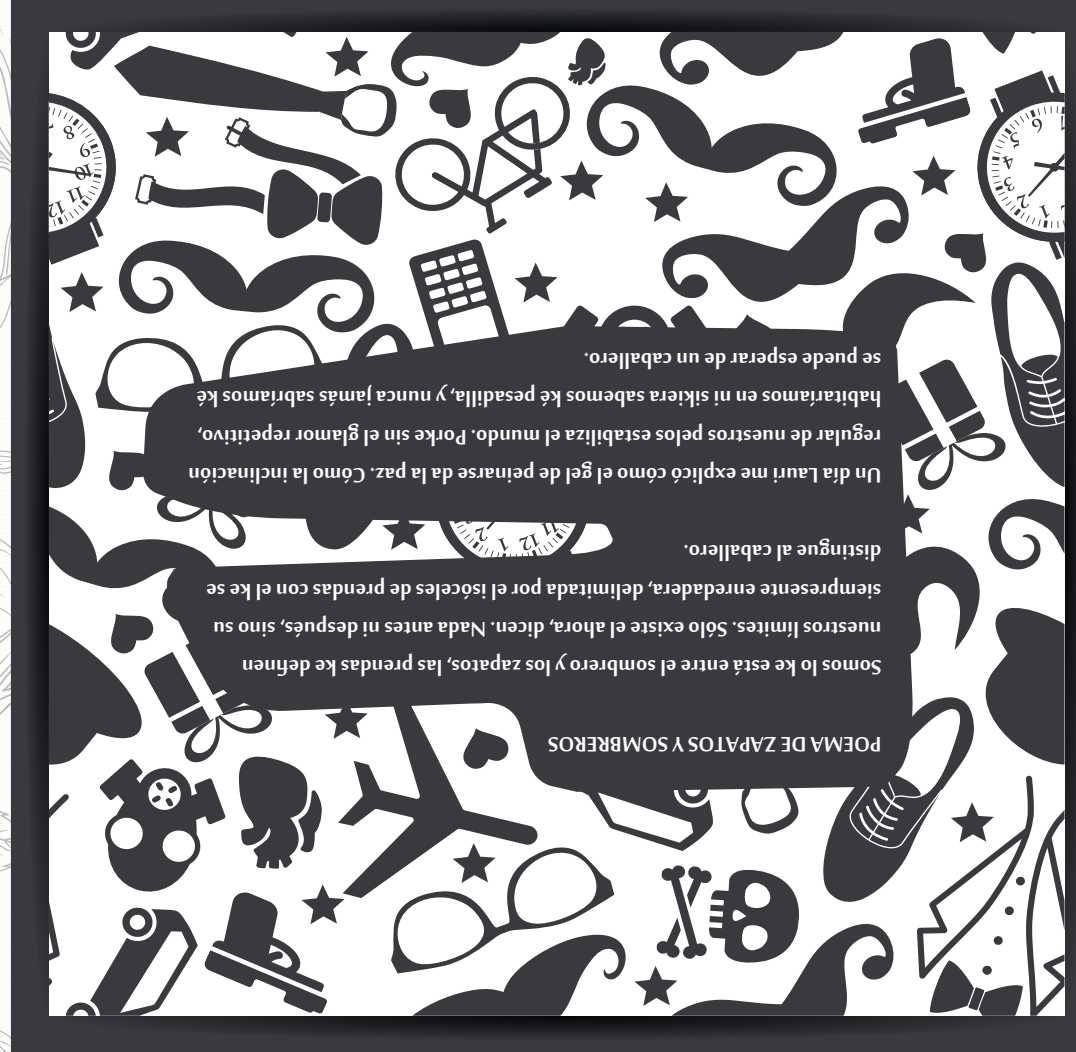 POEMA DE ZAPATOS Y SOMBREROS
Somos lo ke está entre el sombrero y los zapatos, las prendas ke definen
nuestros límites. Sólo existe el ahora, dicen. Nada antes ni después, sino su
siempresente enredadera, delimitada por el isósceles de prendas con el ke se
distingue al caballero.
Un día Lauri me explicó cómo el gel de peinarse da la paz. Cómo la inclinación
regular de nuestros pelos estabiliza el mundo. Porke sin el glamor repetitivo,
habitaríamos en ni sikiera sabemos ké pesadilla, y nunca jamás sabríamos ké
se puede esperar de un caballero.